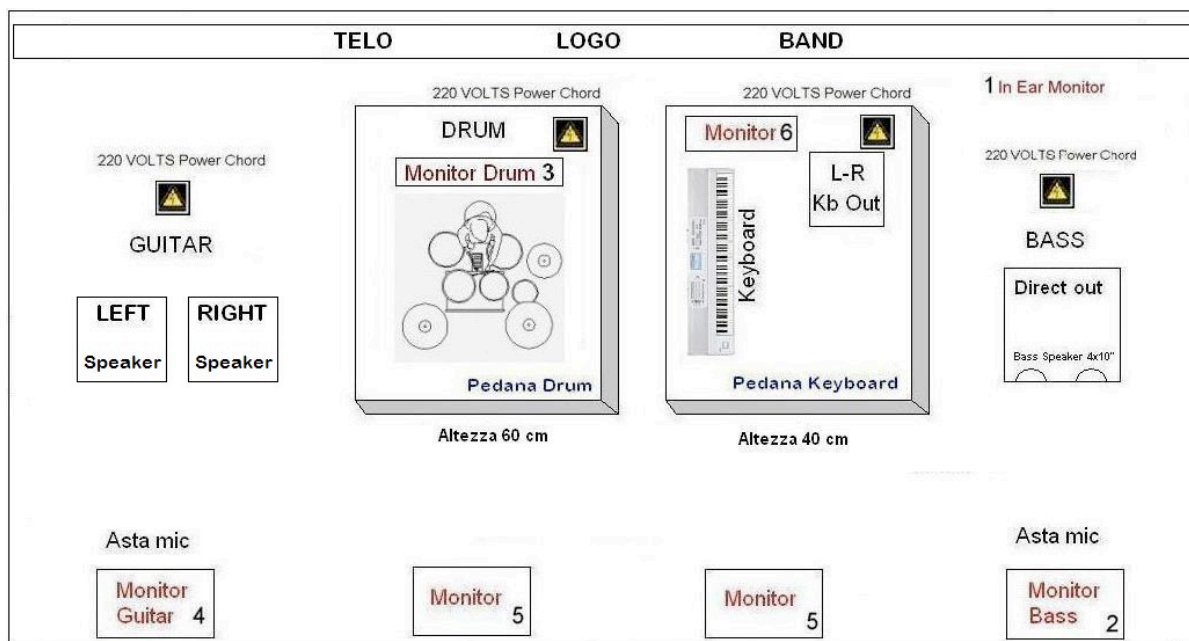 TELO LOGO BAND
1 In Ear Monitor
220 VOLTS Power Chord
220 VOLTS Power Chord
DRUM
Monitor 6
Monitor Drum 3
L-R
Kb Out
220 VOLTS Power Chord
220 VOLTS Power Chord
GUITAR
Keyboard
BASS
LEFT
Speaker
RIGHT
Speaker
Direct out
Bass Speaker 4x10"
Pedana Drum
Pedana Keyboard
Altezza 60 cm
Altezza 40 cm
Asta mic
Asta mic
Monitor
Guitar 4
Monitor
5
Monitor
5
Monitor
Bass 2